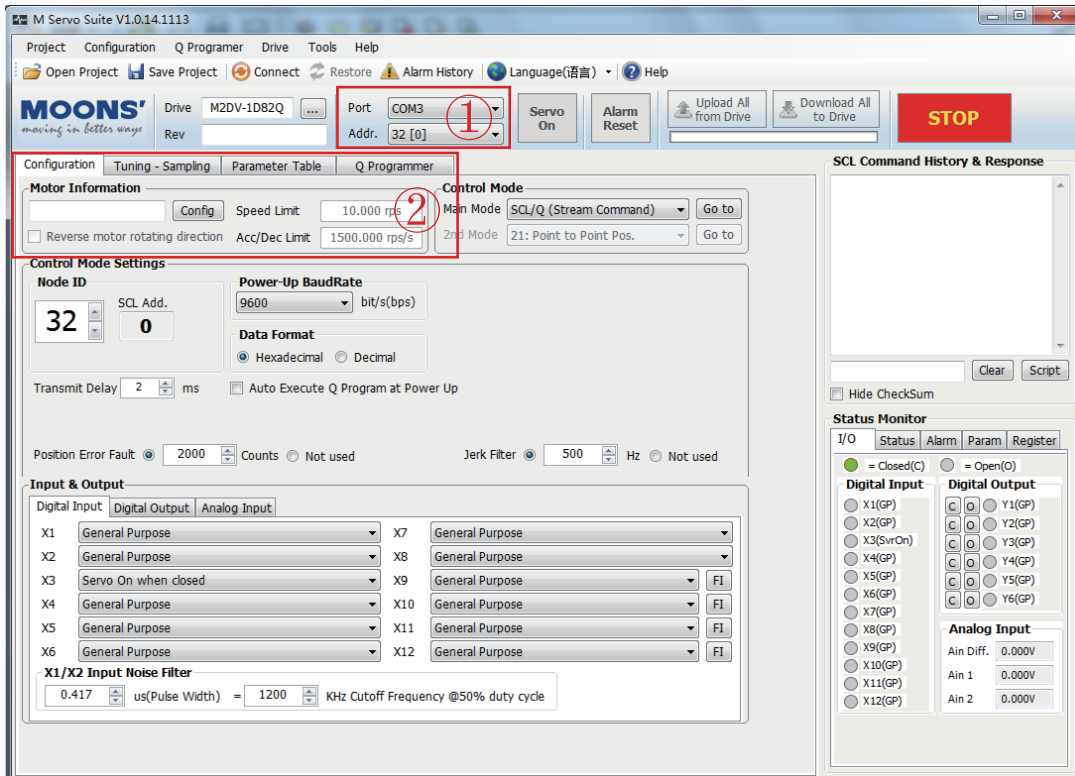 M Servo Suite V1.0.14.1113
Project Configuration Q Programer Drive Tools Help
Open Project Save Project Connect Restore Alarm History Language(语言) Help
MOONS'
moving in better ways
Drive M2DV-1D82Q ...
Rev
Port COM3
Addr. 32 [0]
①
Servo On
Alarm Reset
Upload All from Drive
Download All to Drive
STOP
Configuration Tuning - Sampling Parameter Table Q Programmer
Motor Information
Config Speed Limit 10.000 rps
Reverse motor rotating direction Acc/Dec Limit 1500.000 rps/s
②
Control Mode
Main Mode SCL/Q (Stream Command) Go to
2nd Mode 21: Point to Point Pos. Go to
Control Mode Settings
Node ID
32
SCL Add.
0
Power-Up BaudRate
9600 bit/s(bps)
Data Format
Hexadecimal Decimal
Transmit Delay 2 ms Auto Execute Q Program at Power Up
Position Error Fault 2000 Counts Not used Jerk Filter 500 Hz Not used
Input & Output
Digital Input Digital Output Analog Input
X1 General Purpose X7 General Purpose
X2 General Purpose X8 General Purpose
X3 Servo On when closed X9 General Purpose FI
X4 General Purpose X10 General Purpose FI
X5 General Purpose X11 General Purpose FI
X6 General Purpose X12 General Purpose FI
X1/X2 Input Noise Filter
0.417 us(Pulse Width) = 1200 KHz Cutoff Frequency @50% duty cycle
SCL Command History & Response
Clear Script
Hide CheckSum
Status Monitor
I/O Status Alarm Param Register
= Closed(C) = Open(O)
Digital Input
X1(GP)
X2(GP)
X3(SvrOn)
X4(GP)
X5(GP)
X6(GP)
X7(GP)
X8(GP)
X9(GP)
X10(GP)
X11(GP)
X12(GP)
Digital Output
C O Y1(GP)
C O Y2(GP)
C O Y3(GP)
C O Y4(GP)
C O Y5(GP)
C O Y6(GP)
Analog Input
Ain Diff. 0.000V
Ain 1 0.000V
Ain 2 0.000V